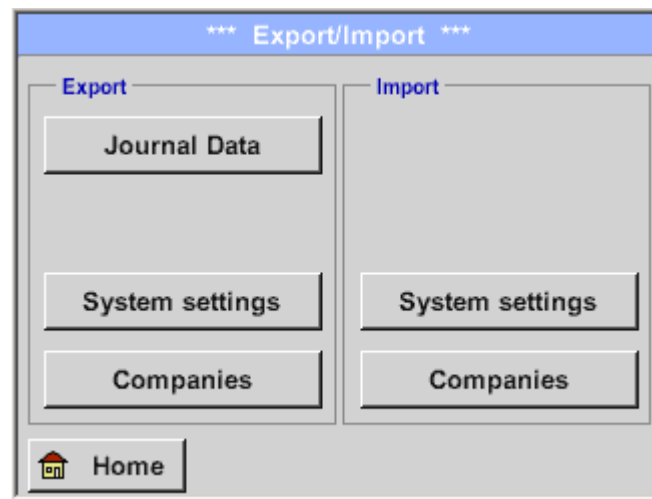 *** Export/Import ***
Export
Import
Journal Data
System settings
System settings
Companies
Companies
Home